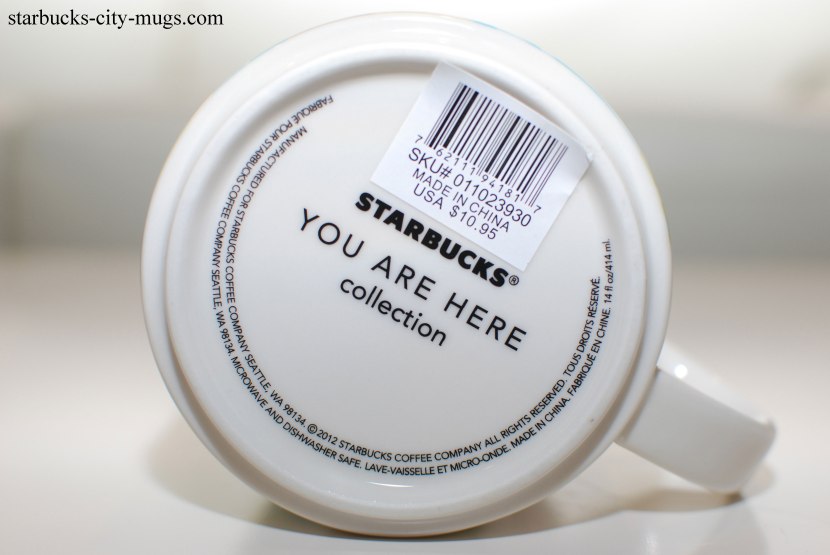 starbucks-city-mugs.com
7 62111 94181 7
SKU# 011023930
MADE IN CHINA
USA $10.95
STARBUCKS®
YOU ARE HERE
collection
MANUFACTURED FOR STARBUCKS COFFEE COMPANY SEATTLE, WA 98134. ©2012 STARBUCKS COFFEE COMPANY ALL RIGHTS RESERVED. TOUS DROITS RÉSERVÉ.
FABRIQUÉ POUR STARBUCKS COFFEE COMPANY SEATTLE, WA 98134. MICROWAVE AND DISHWASHER SAFE. LAVE-VAISSELLE ET MICRO-ONDE. MADE IN CHINA. FABRIQUÉ EN CHINE. 14 fl oz/414 ml.